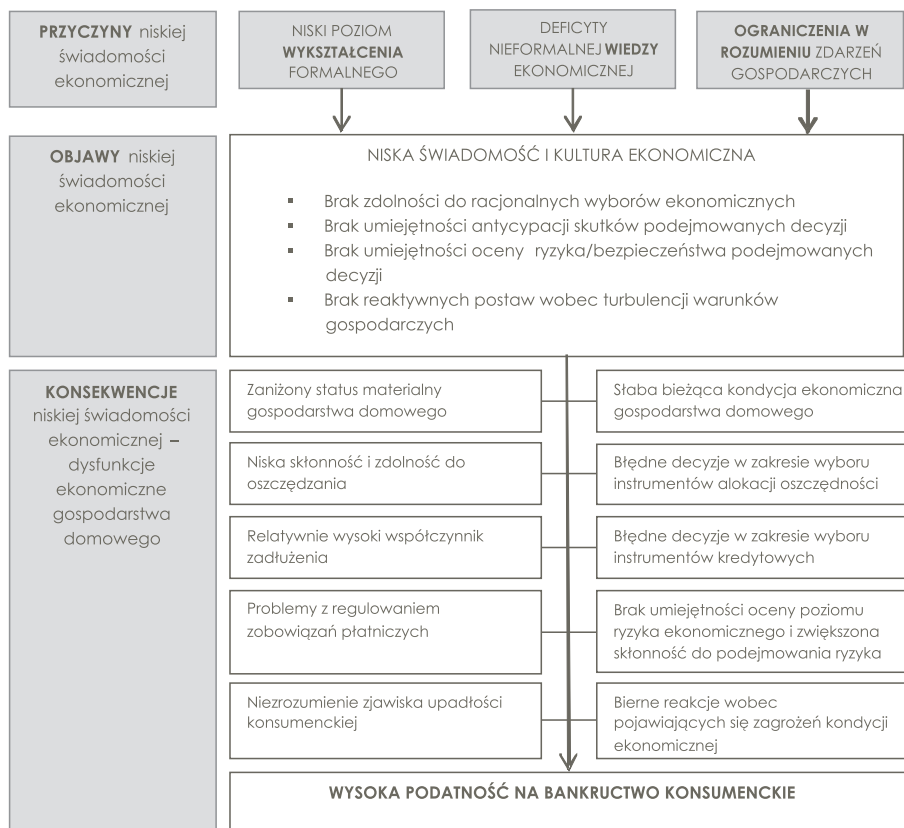 PRZYCZYNY niskiej
świadomości
ekonomicznej
NISKI POZIOM
WYKSZTAŁCENIA
FORMALNEGO
DEFICYTY
NIEFORMALNEJ WIEDZY
EKONOMICZNEJ
OGRANICZENIA W
ROZUMIENIU ZDARZEŃ
GOSPODARCZYCH
OBJAWY niskiej
świadomości
ekonomicznej
NISKA ŚWIADOMOŚĆ I KULTURA EKONOMICZNA
▪ Brak zdolności do racjonalnych wyborów ekonomicznych
▪ Brak umiejętności antycypacji skutków podejmowanych decyzji
▪ Brak umiejętności oceny ryzyka/bezpieczeństwa podejmowanych
decyzji
▪ Brak reaktywnych postaw wobec turbulencji warunków
gospodarczych
KONSEKWENCJE
niskiej świadomości
ekonomicznej –
dysfunkcje
ekonomiczne
gospodarstwa
domowego
Zaniżony status materialny
gospodarstwa domowego
Słaba bieżąca kondycja ekonomiczna
gospodarstwa domowego
Niska skłonność i zdolność do
oszczędzania
Błędne decyzje w zakresie wyboru
instrumentów alokacji oszczędności
Relatywnie wysoki współczynnik
zadłużenia
Błędne decyzje w zakresie wyboru
instrumentów kredytowych
Problemy z regulowaniem
zobowiązań płatniczych
Brak umiejętności oceny poziomu
ryzyka ekonomicznego i zwiększona
skłonność do podejmowania ryzyka
Niezrozumienie zjawiska upadłości
konsumenckiej
Bierne reakcje wobec
pojawiających się zagrożeń kondycji
ekonomicznej
WYSOKA PODATNOŚĆ NA BANKRUCTWO KONSUMENCKIE